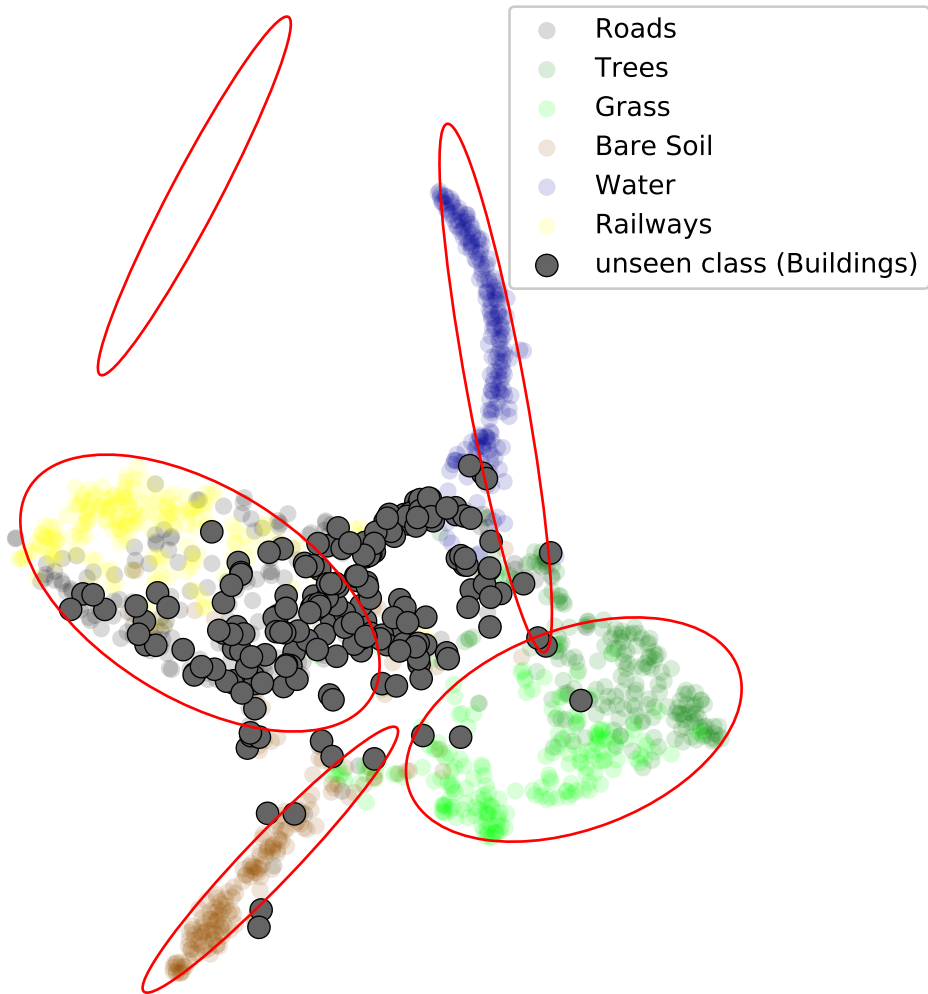 Roads
Trees
Grass
Bare Soil
Water
Railways
unseen class (Buildings)